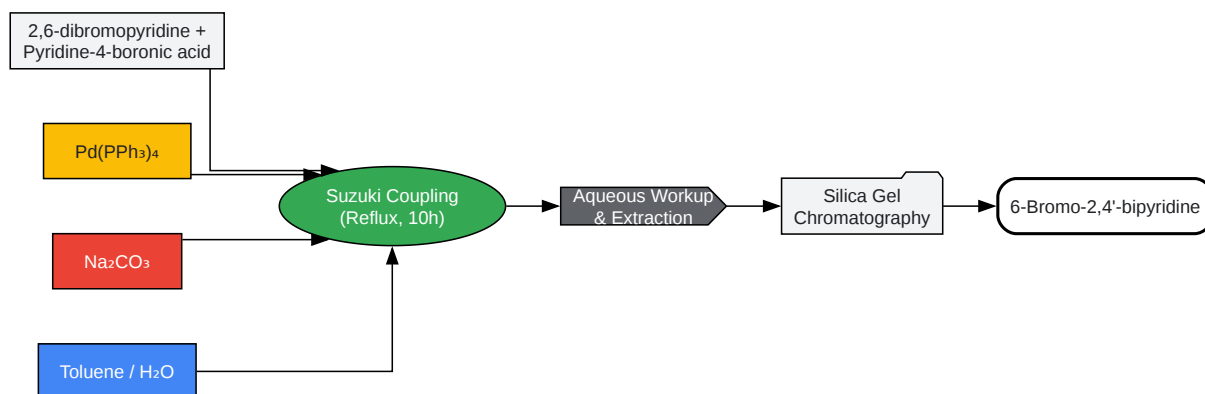 2,6-dibromopyridine +
Pyridine-4-boronic acid
Pd(PPh₃)₄
Na₂CO₃
Toluene / H₂O
Suzuki Coupling
(Reflux, 10h)
Aqueous Workup
& Extraction
Silica Gel
Chromatography
6-Bromo-2,4'-bipyridine